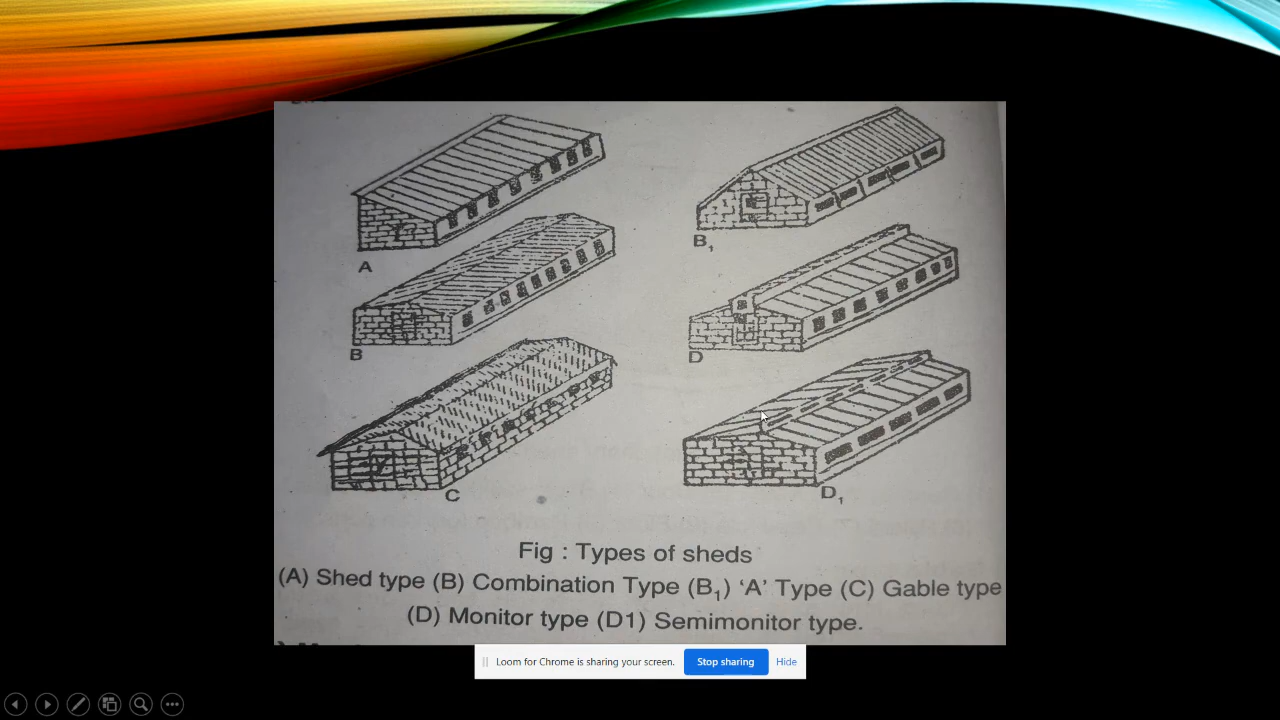 A
B₁
B
D
C
D₁
Fig : Types of sheds
(A) Shed type (B) Combination Type (B₁) ‘A’ Type (C) Gable type
(D) Monitor type (D1) Semimonitor type.
Loom for Chrome is sharing your screen.
Stop sharing
Hide